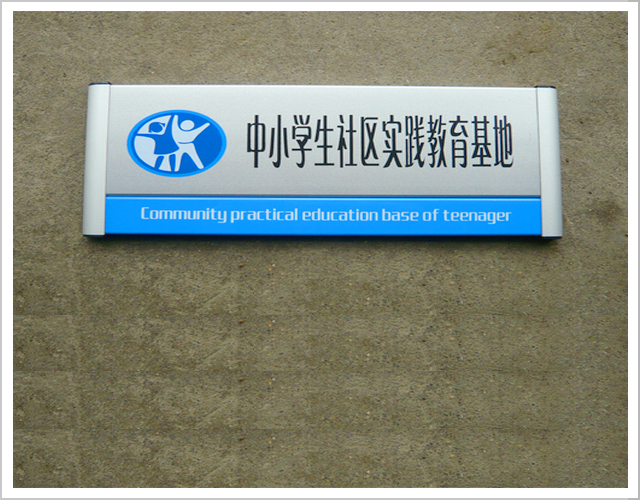 中小学生社区实践教育基地
Community practical education base of teenager